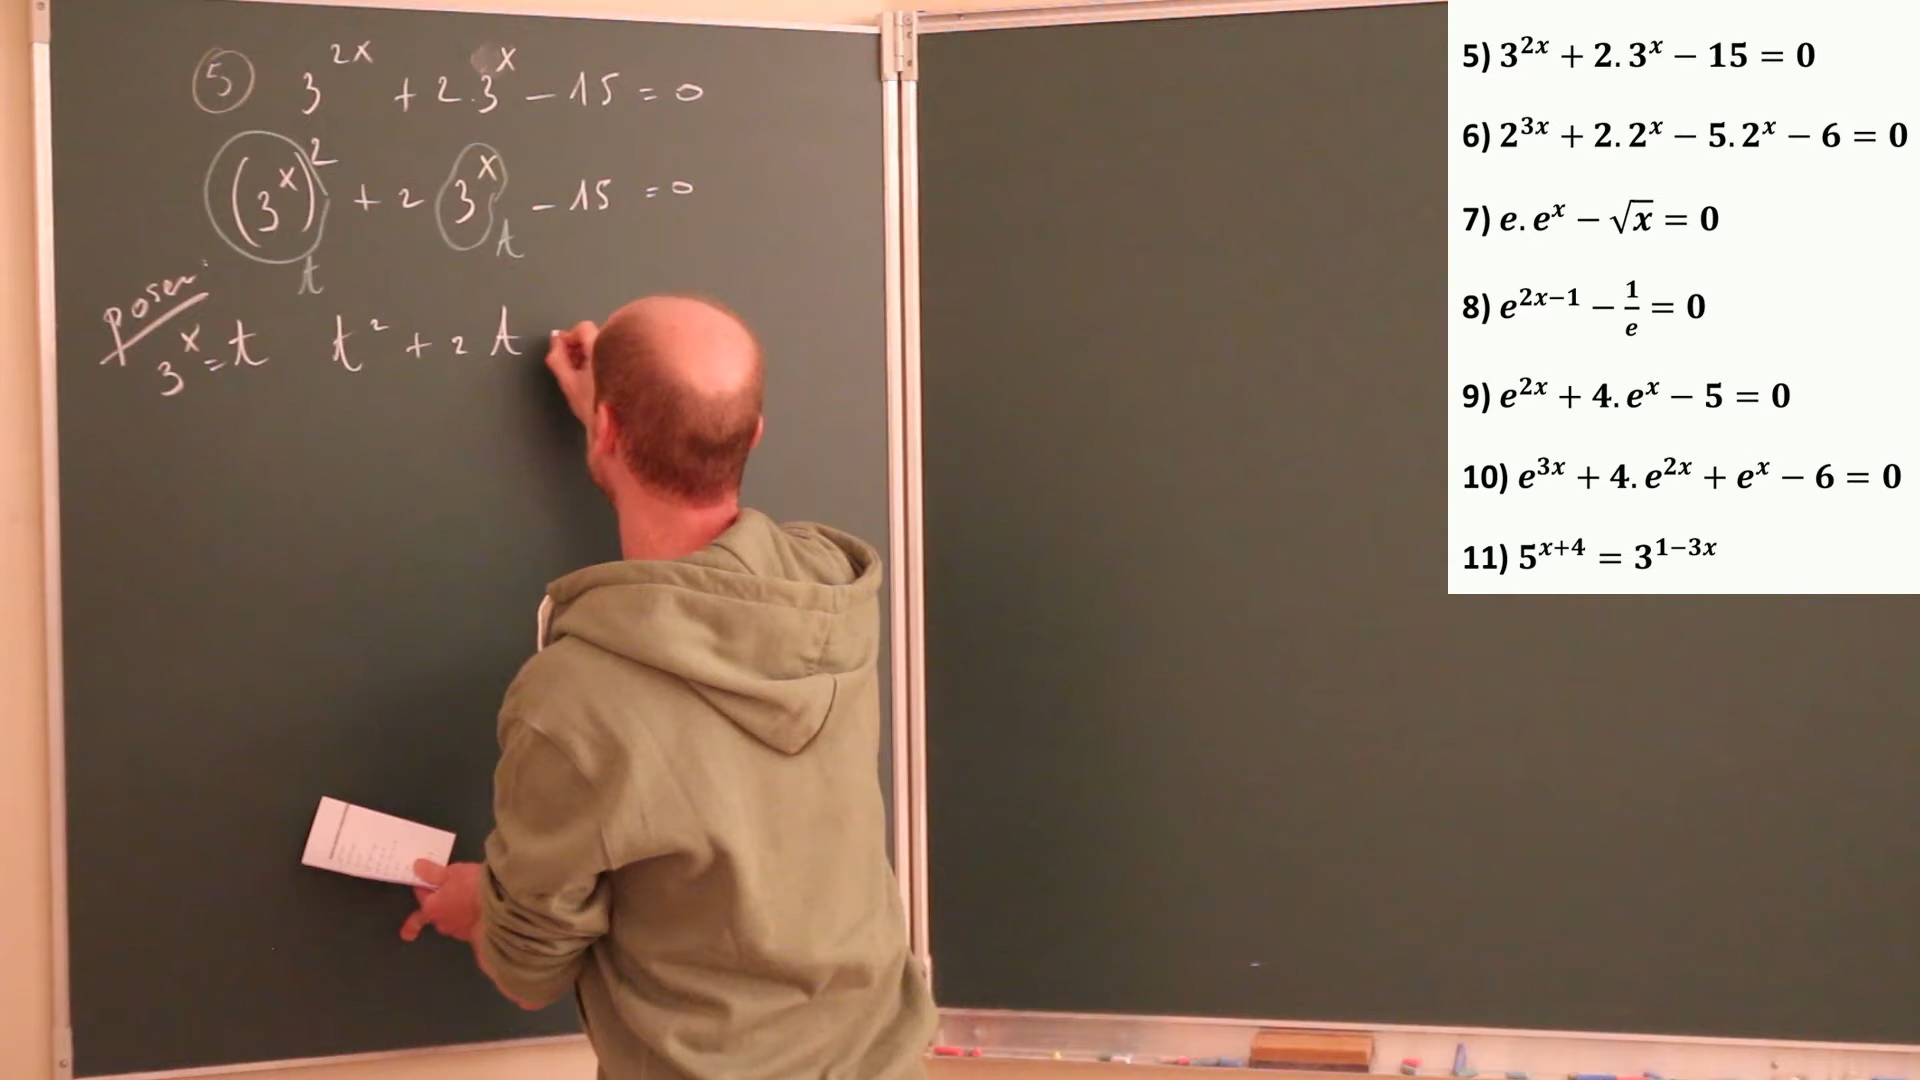 ⑤ 3^{2x} + 2.3^x - 15 = 0
(3^x)^2 + 2 3^x - 15 = 0
t t
poser:
3^x = t t^2 + 2 t
5) 3^{2x} + 2. 3^x − 15 = 0
6) 2^{3x} + 2. 2^x − 5. 2^x − 6 = 0
7) e. e^x − √x = 0
8) e^{2x−1} − 1/e = 0
9) e^{2x} + 4. e^x − 5 = 0
10) e^{3x} + 4. e^{2x} + e^x − 6 = 0
11) 5^{x+4} = 3^{1−3x}